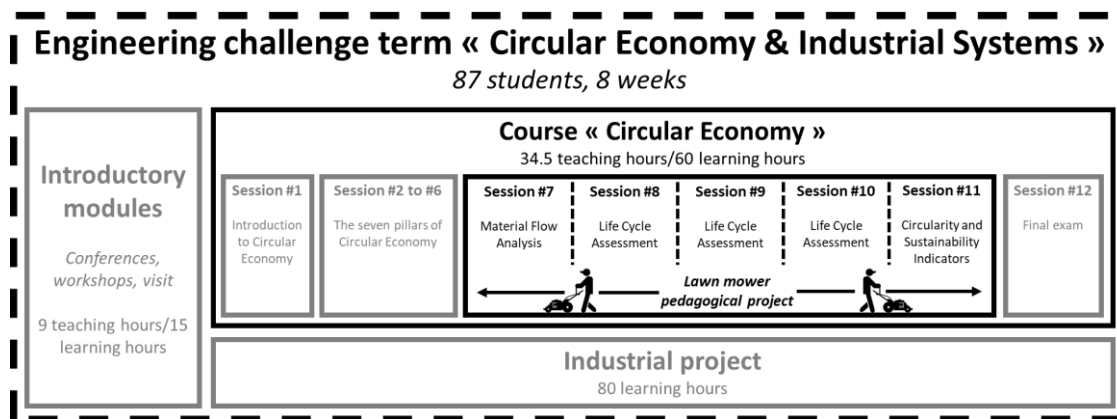 Engineering challenge term « Circular Economy & Industrial Systems »
87 students, 8 weeks
Introductory
modules
Conferences,
workshops, visit
9 teaching hours/15
learning hours
Course « Circular Economy »
34.5 teaching hours/60 learning hours
Session #1
Introduction
to Circular
Economy
Session #2 to #6
The seven pillars of
Circular Economy
Session #7
Material Flow
Analysis
Session #8
Life Cycle
Assessment
Session #9
Life Cycle
Assessment
Session #10
Life Cycle
Assessment
Session #11
Circularity and
Sustainability
Indicators
Lawn mower
pedagogical project
Session #12
Final exam
Industrial project
80 learning hours